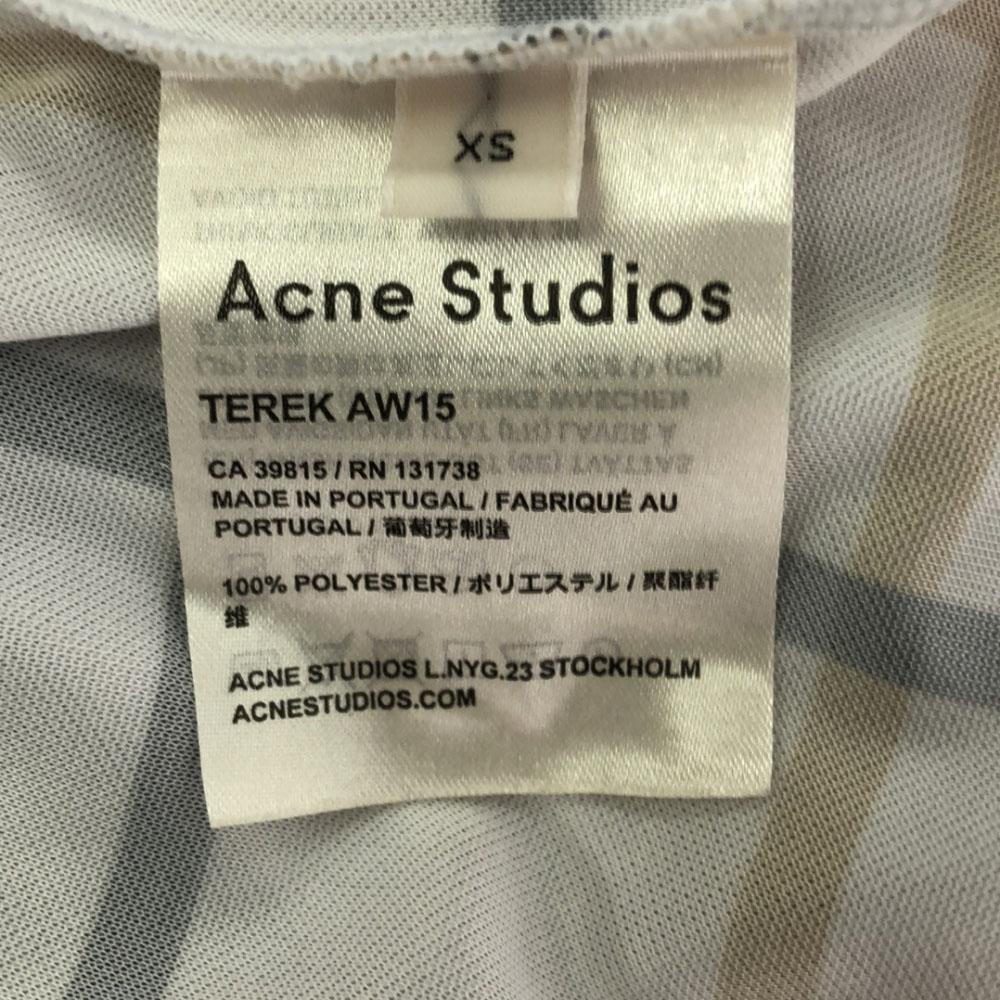 XS
Acne Studios
TEREK AW15
CA 39815 / RN 131738
MADE IN PORTUGAL / FABRIQUÉ AU
PORTUGAL / 葡萄牙制造
100% POLYESTER / ポリエステル / 聚酯纤
维
ACNE STUDIOS L.NYG.23 STOCKHOLM
ACNESTUDIOS.COM